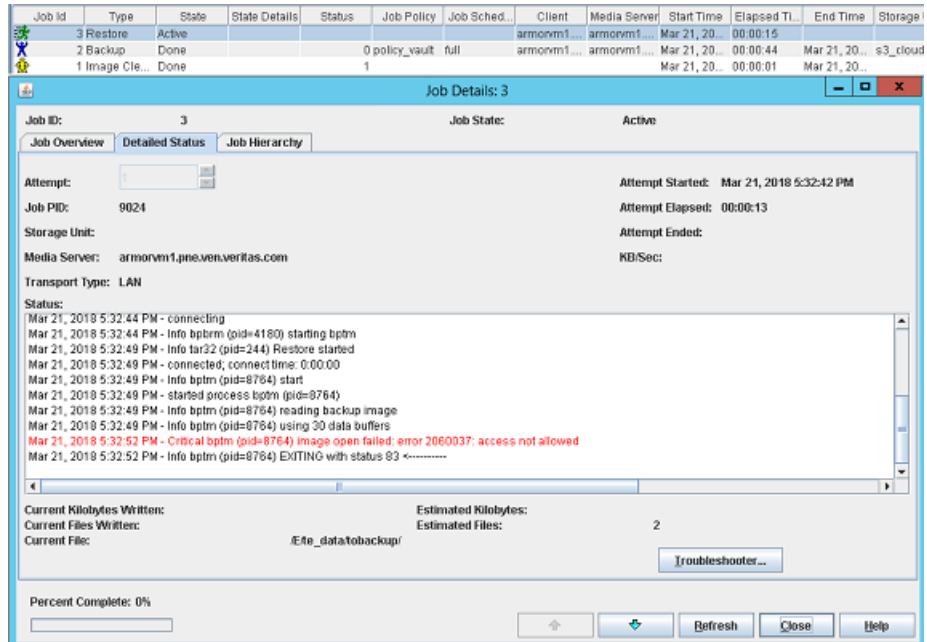 Job Id Type State State Details Status Job Policy Job Sched... Client Media Server Start Time Elapsed Ti... End Time Storage
3 Restore Active armorvm1.... armorvm1.... Mar 21, 20... 00:00:15
2 Backup Done 0 policy_vault full armorvm1.... armorvm1.... Mar 21, 20... 00:00:44 Mar 21, 20... s3_cloud
1 Image Cle... Done 1 Mar 21, 20... 00:00:01 Mar 21, 20...
Job Details: 3
Job ID: 3 Job State: Active
Job Overview Detailed Status Job Hierarchy
Attempt: 1 Attempt Started: Mar 21, 2018 5:32:42 PM
Job PID: 9024 Attempt Elapsed: 00:00:13
Storage Unit: Attempt Ended:
Media Server: armorvm1.pne.ven.veritas.com KB/Sec:
Transport Type: LAN
Status:
Mar 21, 2018 5:32:44 PM - connecting
Mar 21, 2018 5:32:44 PM - Info bpbrm (pid=4180) starting bptm
Mar 21, 2018 5:32:49 PM - Info tar32 (pid=244) Restore started
Mar 21, 2018 5:32:49 PM - connected; connect time: 0:00:00
Mar 21, 2018 5:32:49 PM - Info bptm (pid=8764) start
Mar 21, 2018 5:32:49 PM - started process bptm (pid=8764)
Mar 21, 2018 5:32:49 PM - Info bptm (pid=8764) reading backup image
Mar 21, 2018 5:32:49 PM - Info bptm (pid=8764) using 30 data buffers
Mar 21, 2018 5:32:52 PM - Critical bptm (pid=8764) image open failed: error 2060037: access not allowed
Mar 21, 2018 5:32:52 PM - Info bptm (pid=8764) EXITING with status 83 <----------
Current Kilobytes Written: Estimated Kilobytes:
Current Files Written: Estimated Files: 2
Current File: /E/te_data/tobackup/
Troubleshooter...
Percent Complete: 0%
Refresh Close Help